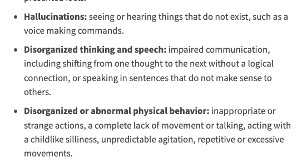 • Hallucinations: seeing or hearing things that do not exist, such as a
voice making commands.
• Disorganized thinking and speech: impaired communication,
including shifting from one thought to the next without a logical
connection, or speaking in sentences that do not make sense to
others.
• Disorganized or abnormal physical behavior: inappropriate or
strange actions, a complete lack of movement or talking, acting with
a childlike silliness, unpredictable agitation, repetitive or excessive
movements.